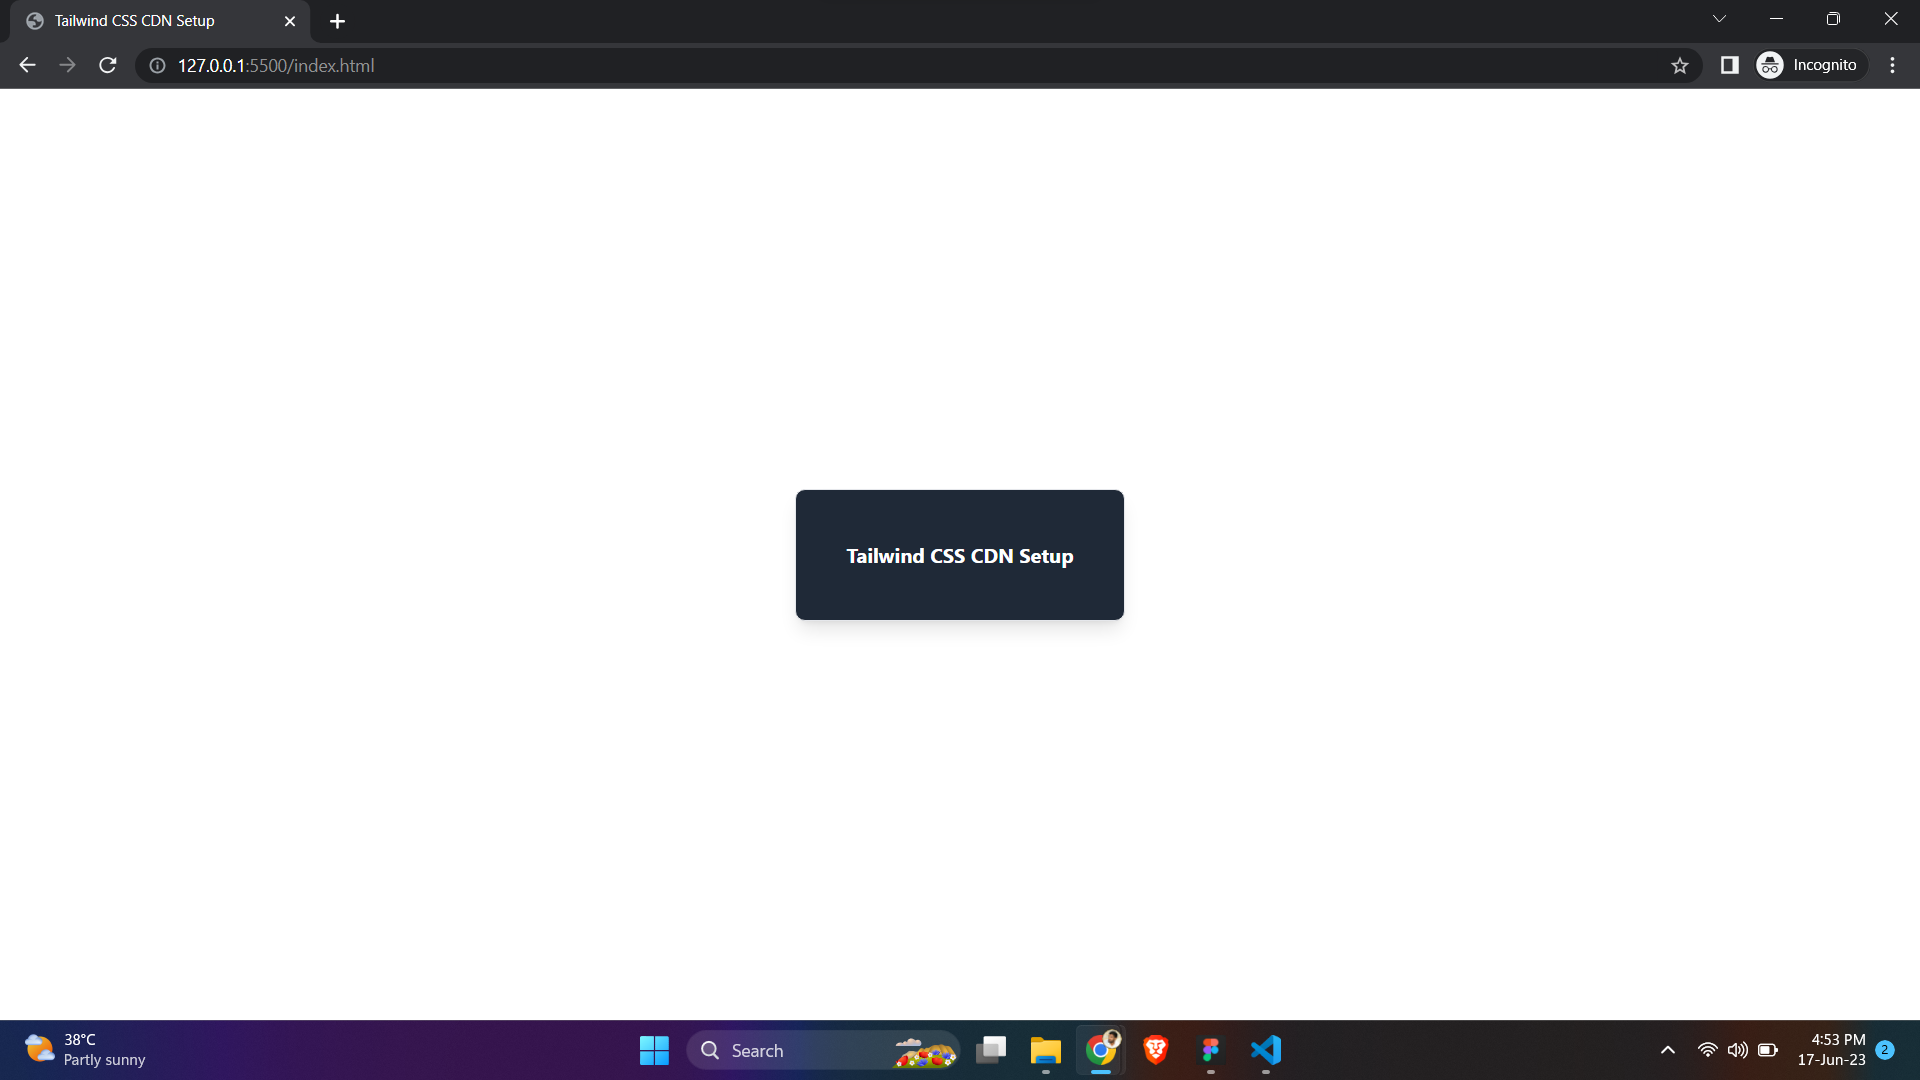 Tailwind CSS CDN Setup
127.0.0.1:5500/index.html
Incognito
Tailwind CSS CDN Setup
38°C
Partly sunny
Search
4:53 PM
17-Jun-23
2